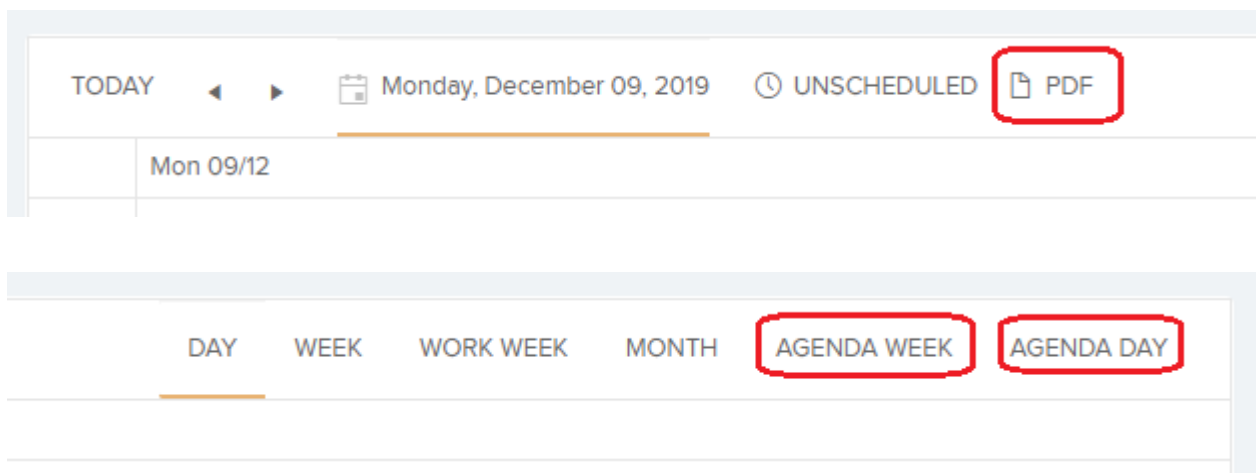 TODAY Monday, December 09, 2019 UNSCHEDULED PDF
Mon 09/12
DAY WEEK WORK WEEK MONTH AGENDA WEEK AGENDA DAY